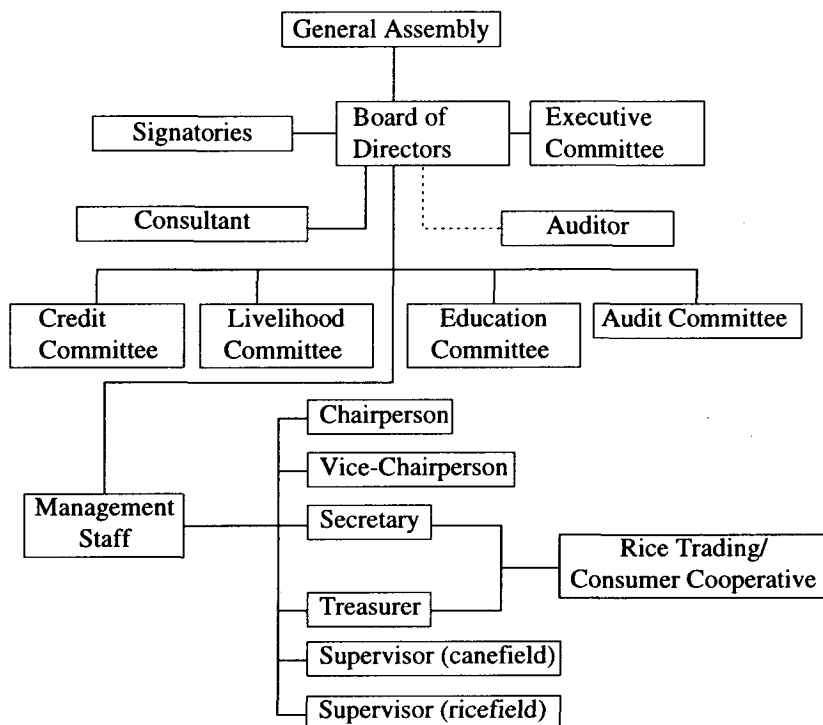 General Assembly
Signatories
Board of
Directors
Executive
Committee
Consultant
Auditor
Credit
Committee
Livelihood
Committee
Education
Committee
Audit Committee
Chairperson
Vice-Chairperson
Management
Staff
Secretary
Rice Trading/
Consumer Cooperative
Treasurer
Supervisor (canefield)
Supervisor (ricefield)